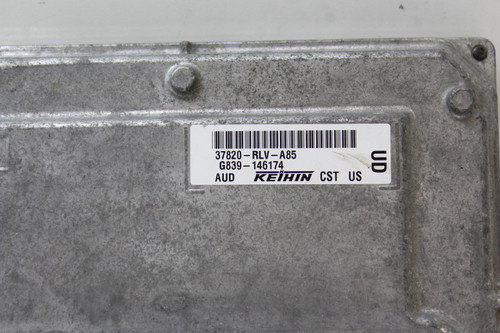 37820-RLV-A85
G839-146174
AUD KEIHIN CST US
UD